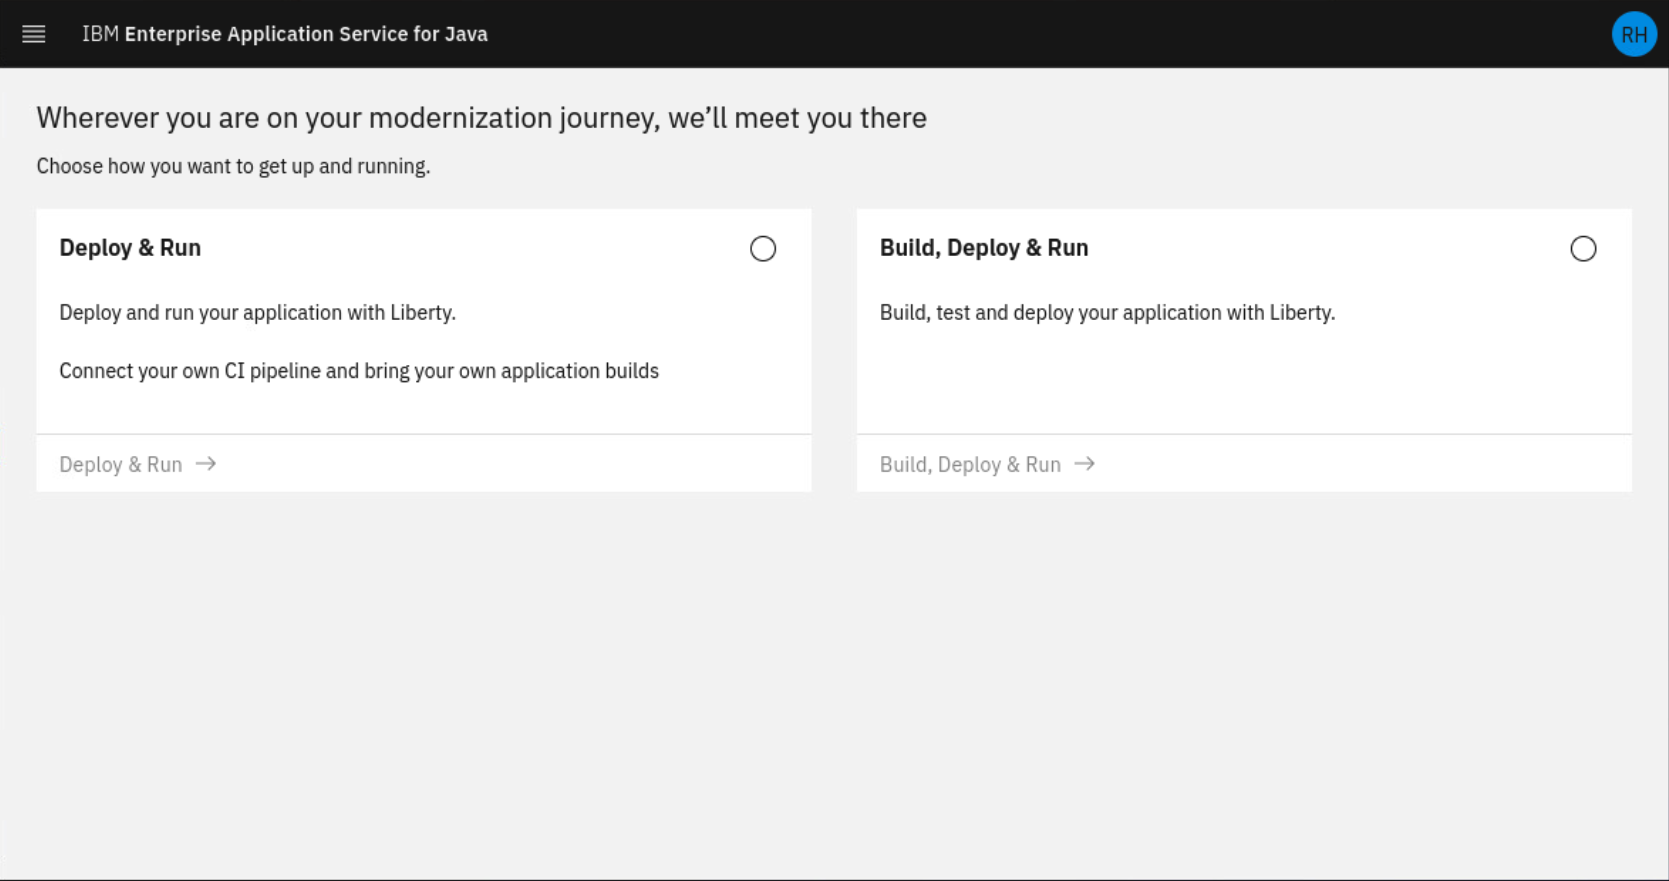 IBM Enterprise Application Service for Java
RH
Wherever you are on your modernization journey, we’ll meet you there
Choose how you want to get up and running.
Deploy & Run
Deploy and run your application with Liberty.
Connect your own CI pipeline and bring your own application builds
Deploy & Run →
Build, Deploy & Run
Build, test and deploy your application with Liberty.
Build, Deploy & Run →